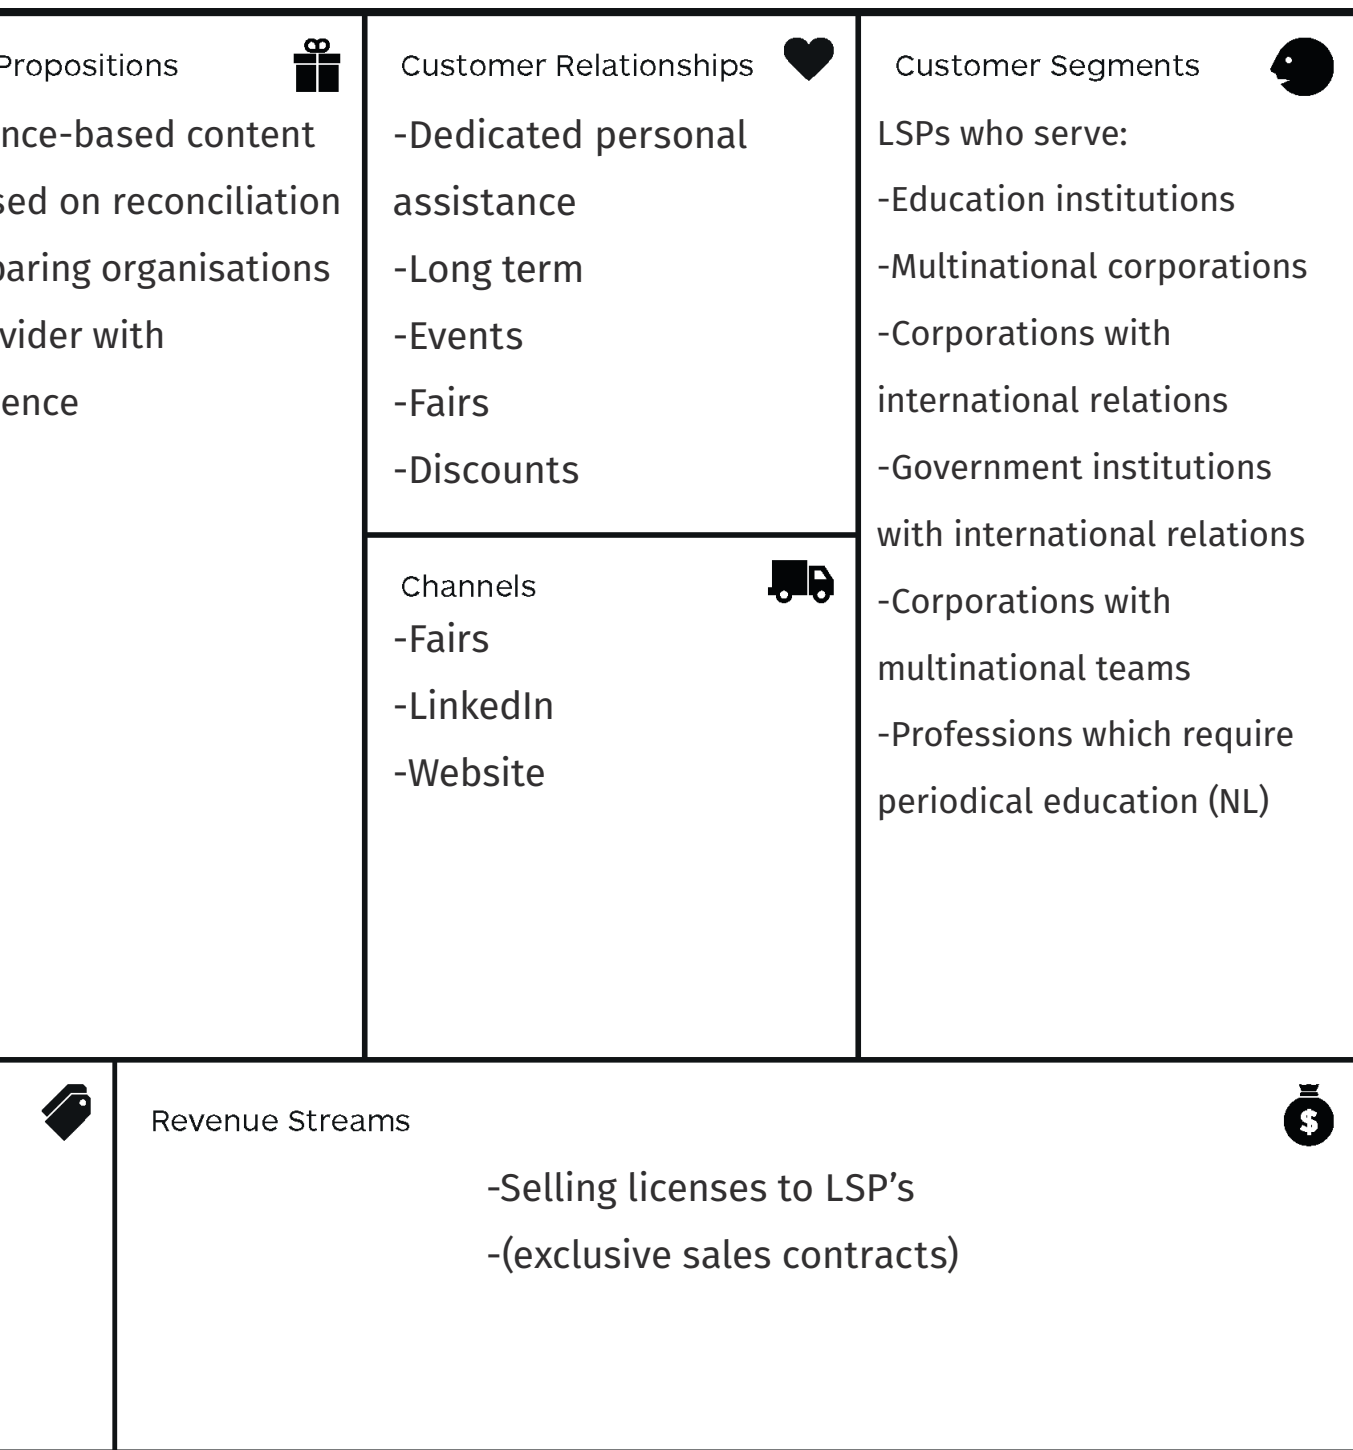 Propositions
nce-based content
sed on reconciliation
paring organisations
vider with
ence
Customer Relationships
-Dedicated personal
assistance
-Long term
-Events
-Fairs
-Discounts
Channels
-Fairs
-LinkedIn
-Website
Customer Segments
LSPs who serve:
-Education institutions
-Multinational corporations
-Corporations with
international relations
-Government institutions
with international relations
-Corporations with
multinational teams
-Professions which require
periodical education (NL)
Revenue Streams
$
-Selling licenses to LSP’s
-(exclusive sales contracts)